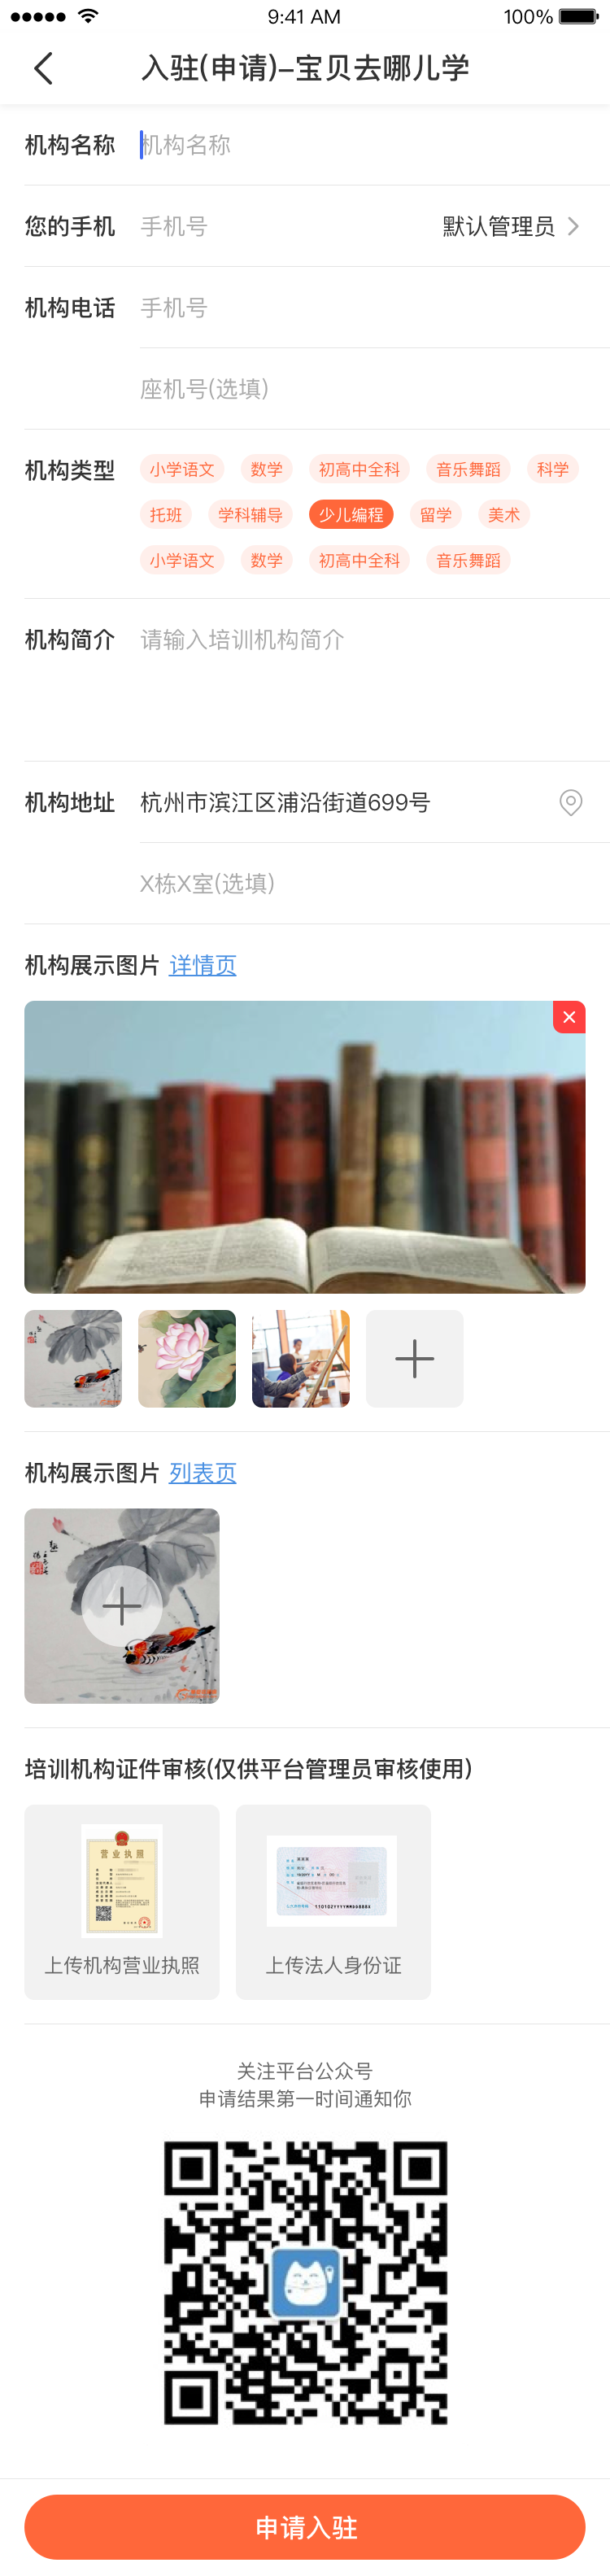 9:41 AM 100%
入驻(申请)–宝贝去哪儿学
机构名称 机构名称
您的手机 手机号 默认管理员
机构电话 手机号
座机号(选填)
机构类型 小学语文 数学 初高中全科 音乐舞蹈 科学
托班 学科辅导 少儿编程 留学 美术
小学语文 数学 初高中全科 音乐舞蹈
机构简介 请输入培训机构简介
机构地址 杭州市滨江区浦沿街道699号
X栋X室(选填)
机构展示图片 详情页
机构展示图片 列表页
培训机构证件审核(仅供平台管理员审核使用)
营业执照
上传机构营业执照 上传法人身份证
关注平台公众号
申请结果第一时间通知你
申请入驻